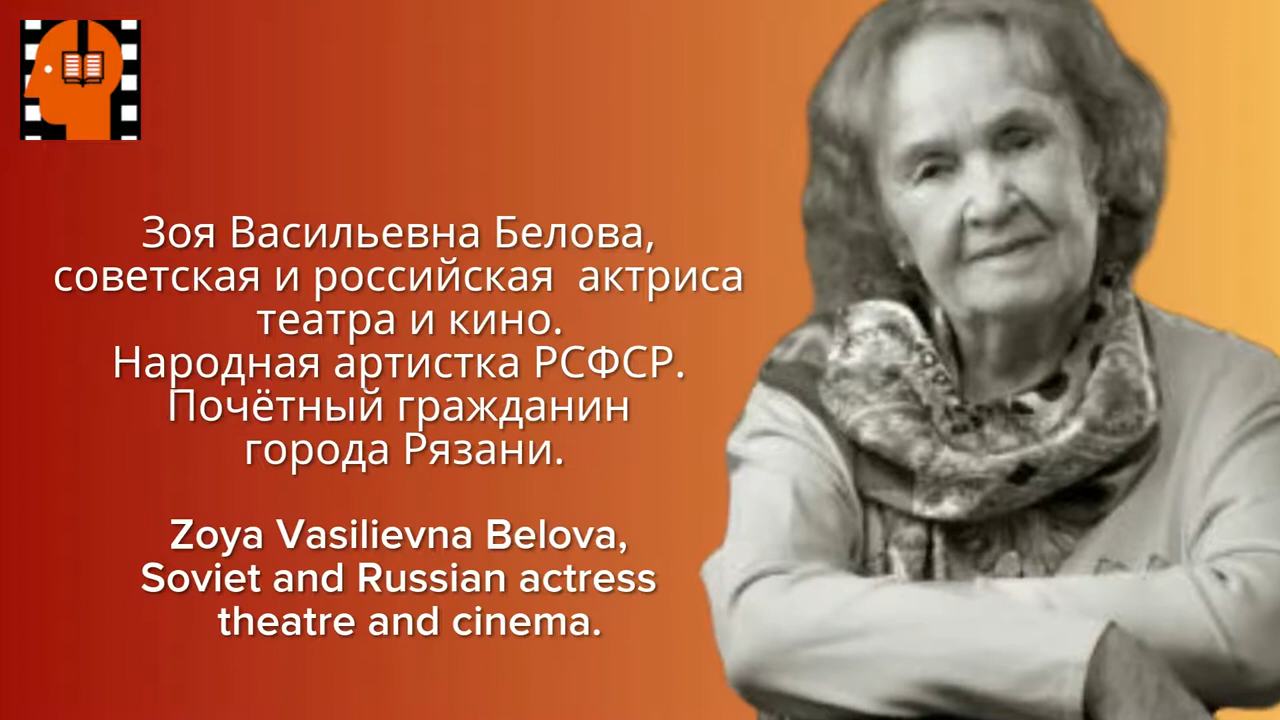 Зоя Васильевна Белова,
советская и российская актриса
театра и кино.
Народная артистка РСФСР.
Почётный гражданин
города Рязани.
Zoya Vasilievna Belova,
Soviet and Russian actress
theatre and cinema.